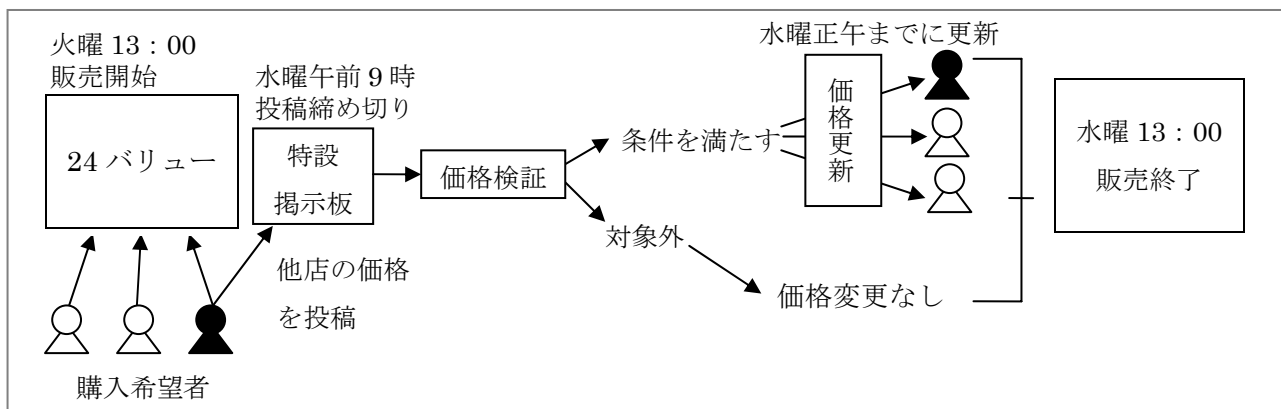 火曜 13：00
販売開始
24 バリュー
水曜午前 9 時
投稿締め切り
特設
掲示板
他店の価格
を投稿
購入希望者
価格検証
条件を満たす
対象外
価格変更なし
水曜正午までに更新
価格更新
水曜 13：00
販売終了